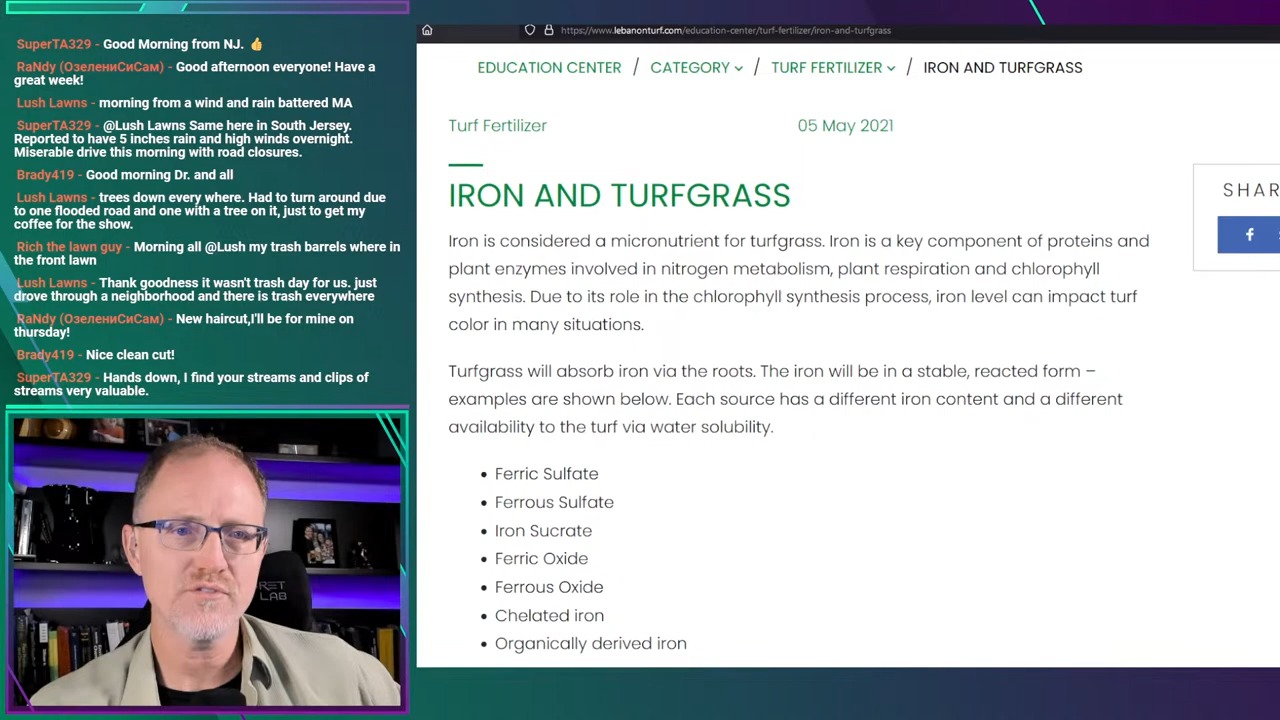 SuperTA329 - Good Morning from NJ. 👍
RaNdy (ОзелениСиСам) - Good afternoon everyone! Have a
great week!
Lush Lawns - morning from a wind and rain battered MA
SuperTA329 - @Lush Lawns Same here in South Jersey.
Reported to have 5 inches rain and high winds overnight.
Miserable drive this morning with road closures.
Brady419 - Good morning Dr. and all
Lush Lawns - trees down every where. Had to turn around due
to one flooded road and one with a tree on it, just to get my
coffee for the show.
Rich the lawn guy - Morning all @Lush my trash barrels where in
the front lawn
Lush Lawns - Thank goodness it wasn't trash day for us. just
drove through a neighborhood and there is trash everywhere
RaNdy (ОзелениСиСам) - New haircut,I'll be for mine on
thursday!
Brady419 - Nice clean cut!
SuperTA329 - Hands down, I find your streams and clips of
streams very valuable.
RET
LAB
https://www.lebanonturf.com/education-center/turf-fertilizer/iron-and-turfgrass
EDUCATION CENTER / CATEGORY / TURF FERTILIZER / IRON AND TURFGRASS
Turf Fertilizer 05 May 2021
IRON AND TURFGRASS
Iron is considered a micronutrient for turfgrass. Iron is a key component of proteins and
plant enzymes involved in nitrogen metabolism, plant respiration and chlorophyll
synthesis. Due to its role in the chlorophyll synthesis process, iron level can impact turf
color in many situations.
Turfgrass will absorb iron via the roots. The iron will be in a stable, reacted form –
examples are shown below. Each source has a different iron content and a different
availability to the turf via water solubility.
• Ferric Sulfate
• Ferrous Sulfate
• Iron Sucrate
• Ferric Oxide
• Ferrous Oxide
• Chelated iron
• Organically derived iron
SHAR
f